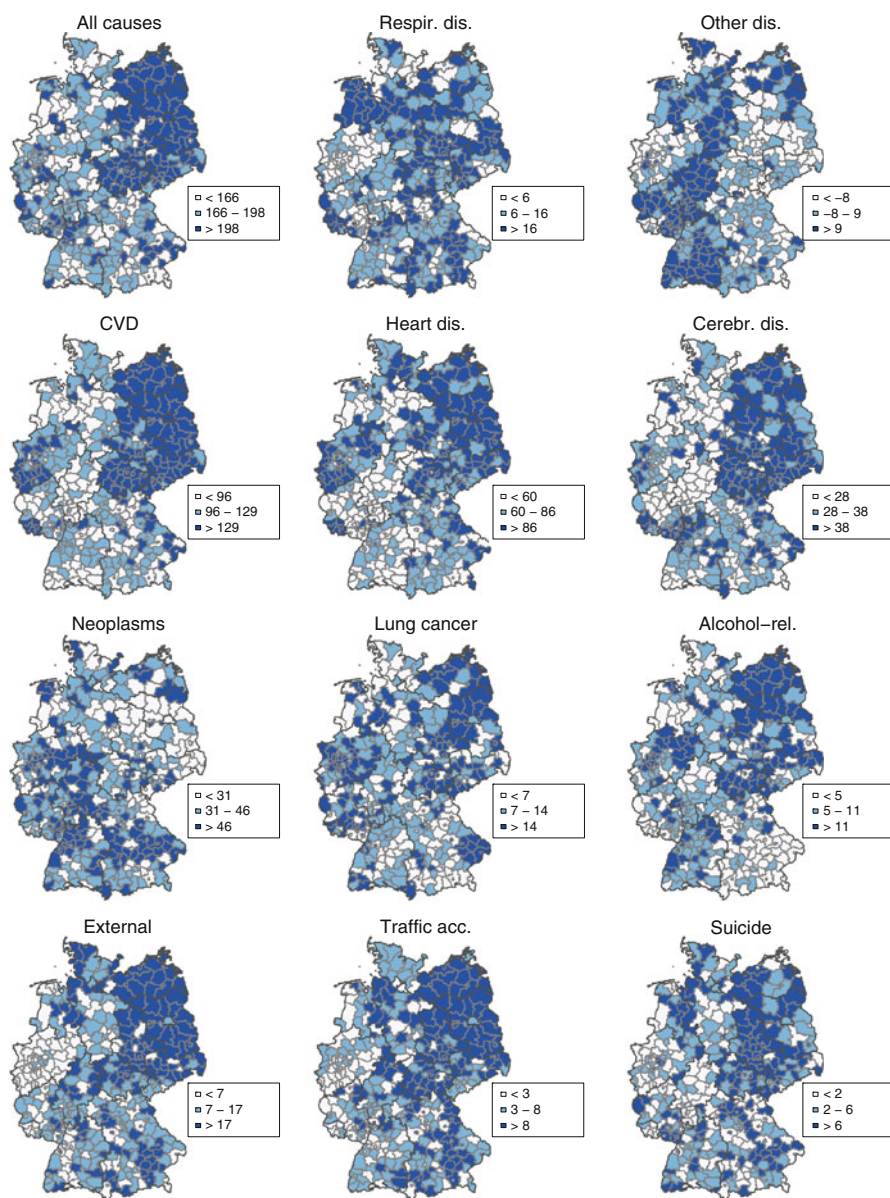 All causes
Respir. dis.
Other dis.
< 166
166 – 198
> 198
< 6
6 – 16
> 16
< −8
−8 – 9
> 9
CVD
Heart dis.
Cerebr. dis.
< 96
96 – 129
> 129
< 60
60 – 86
> 86
< 28
28 – 38
> 38
Neoplasms
Lung cancer
Alcohol−rel.
< 31
31 – 46
> 46
< 7
7 – 14
> 14
< 5
5 – 11
> 11
External
Traffic acc.
Suicide
< 7
7 – 17
> 17
< 3
3 – 8
> 8
< 2
2 – 6
> 6